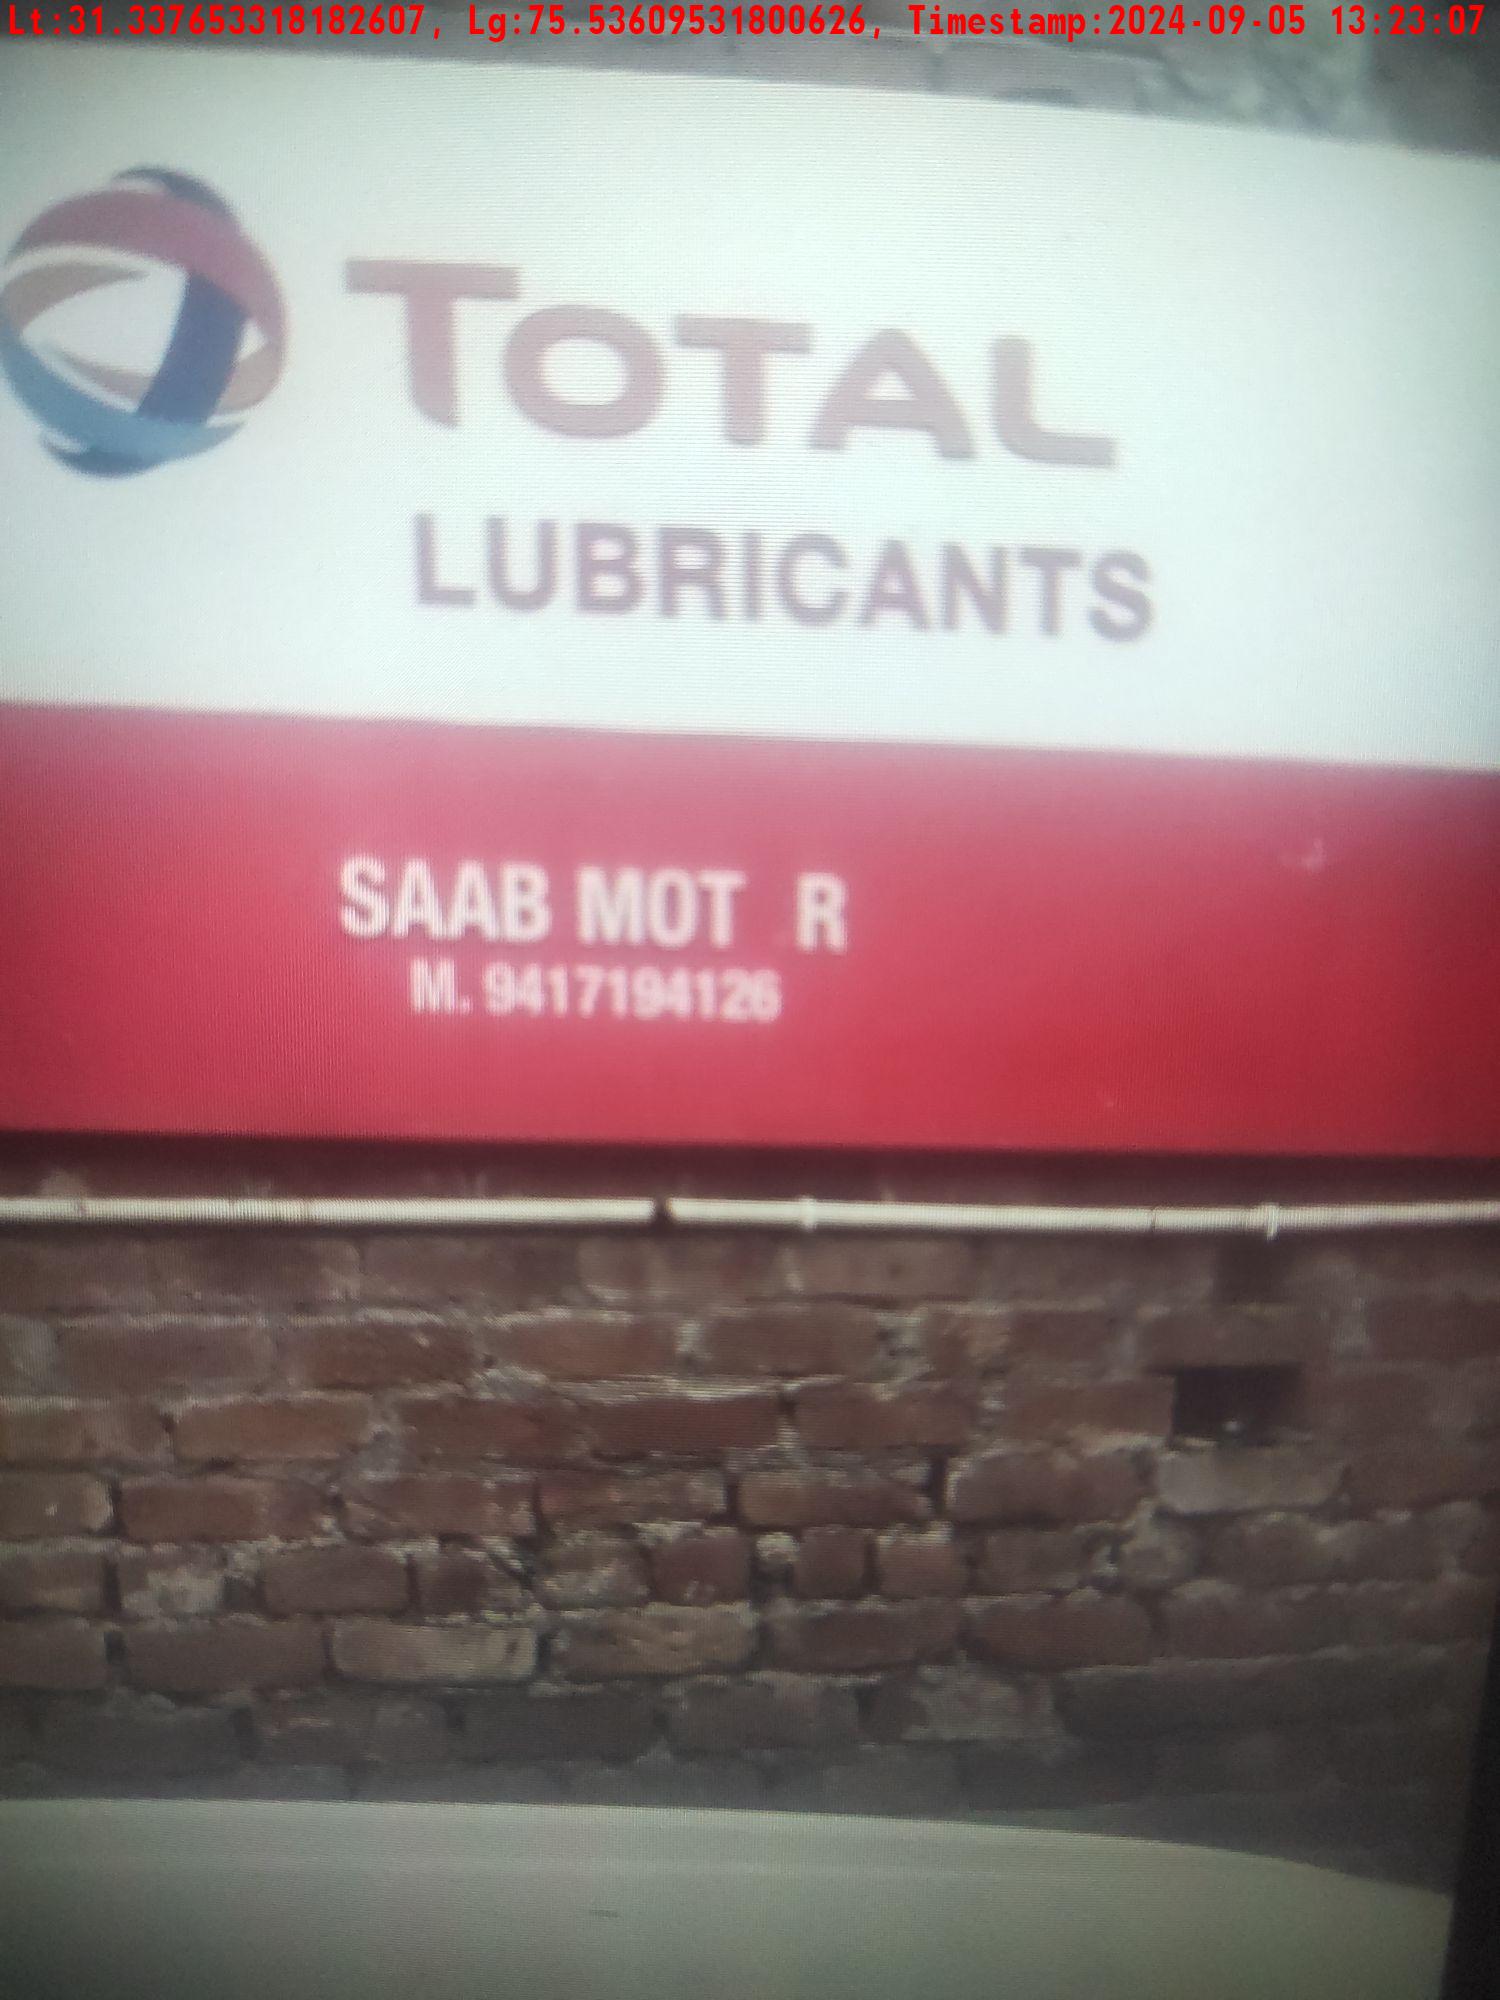 Lt:31.337653318182607, Lg:75.53609531800626, Timestamp:2024-09-05 13:23:07
TOTAL
LUBRICANTS
SAAB MOT R
M. 9417194126